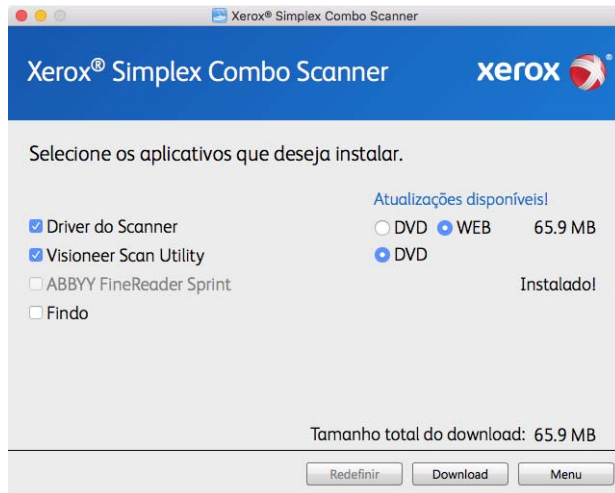 Xerox® Simplex Combo Scanner
Xerox® Simplex Combo Scanner xerox®
Selecione os aplicativos que deseja instalar.
Atualizações disponíveis!
Driver do Scanner DVD WEB 65.9 MB
Visioneer Scan Utility DVD
ABBYY FineReader Sprint Instalado!
Findo
Tamanho total do download: 65.9 MB
Redefinir Download Menu